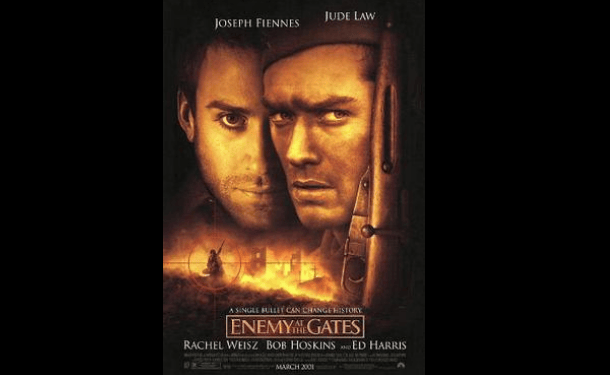 JOSEPH FIENNES
JUDE LAW
A SINGLE BULLET CAN CHANGE HISTORY.
ENEMY AT THE GATES
RACHEL WEISZ BOB HOSKINS AND ED HARRIS
MARCH 2001